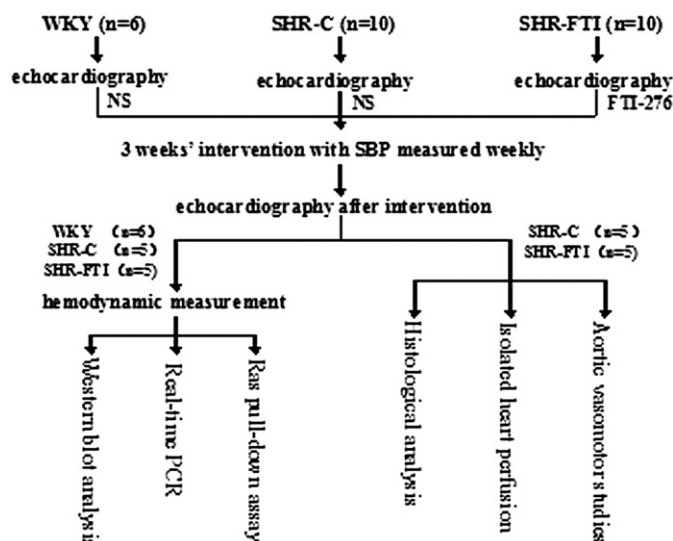 WKY (n=6)
SHR-C (n=10)
SHR-FTI (n=10)
echocardiography
echocardiography
echocardiography
NS
NS
FTI-276
3 weeks' intervention with SBP measured weekly
echocardiography after intervention
WKY (n=6)
SHR-C (n=5)
SHR-FTI (n=5)
SHR-C (n=5)
SHR-FTI (n=5)
hemodynamic measurement
Western blot analysis
Real-time PCR
Ras pull-down assay
Histological analysis
Isolated heart perfusion
Aortic vasomotor studies